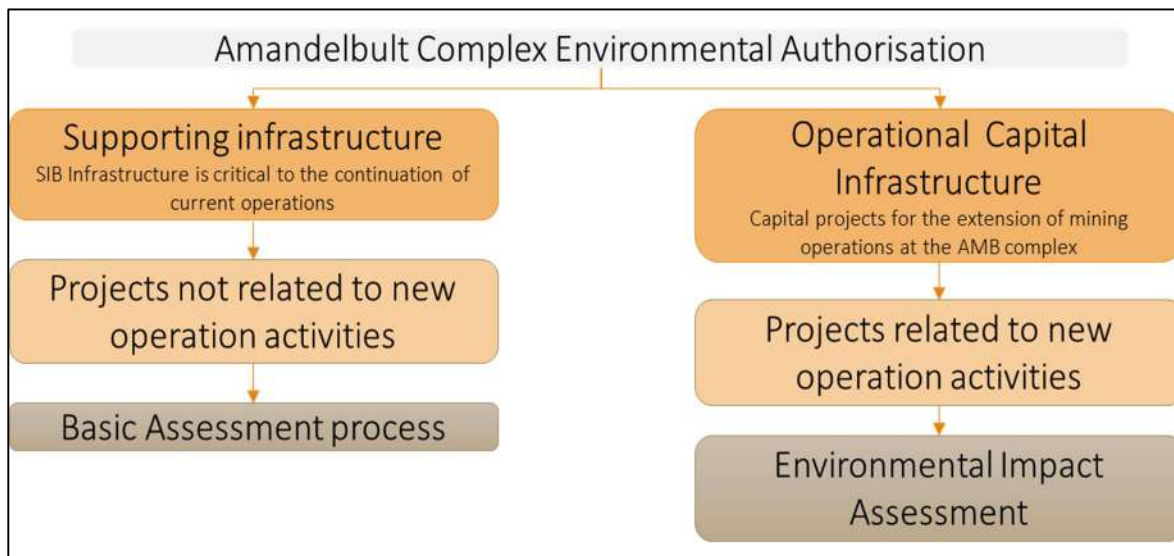 Amandelbult Complex Environmental Authorisation
Supporting infrastructure
SIB Infrastructure is critical to the continuation of
current operations
Projects not related to new
operation activities
Basic Assessment process
Operational Capital
Infrastructure
Capital projects for the extension of mining
operations at the AMB complex
Projects related to new
operation activities
Environmental Impact
Assessment